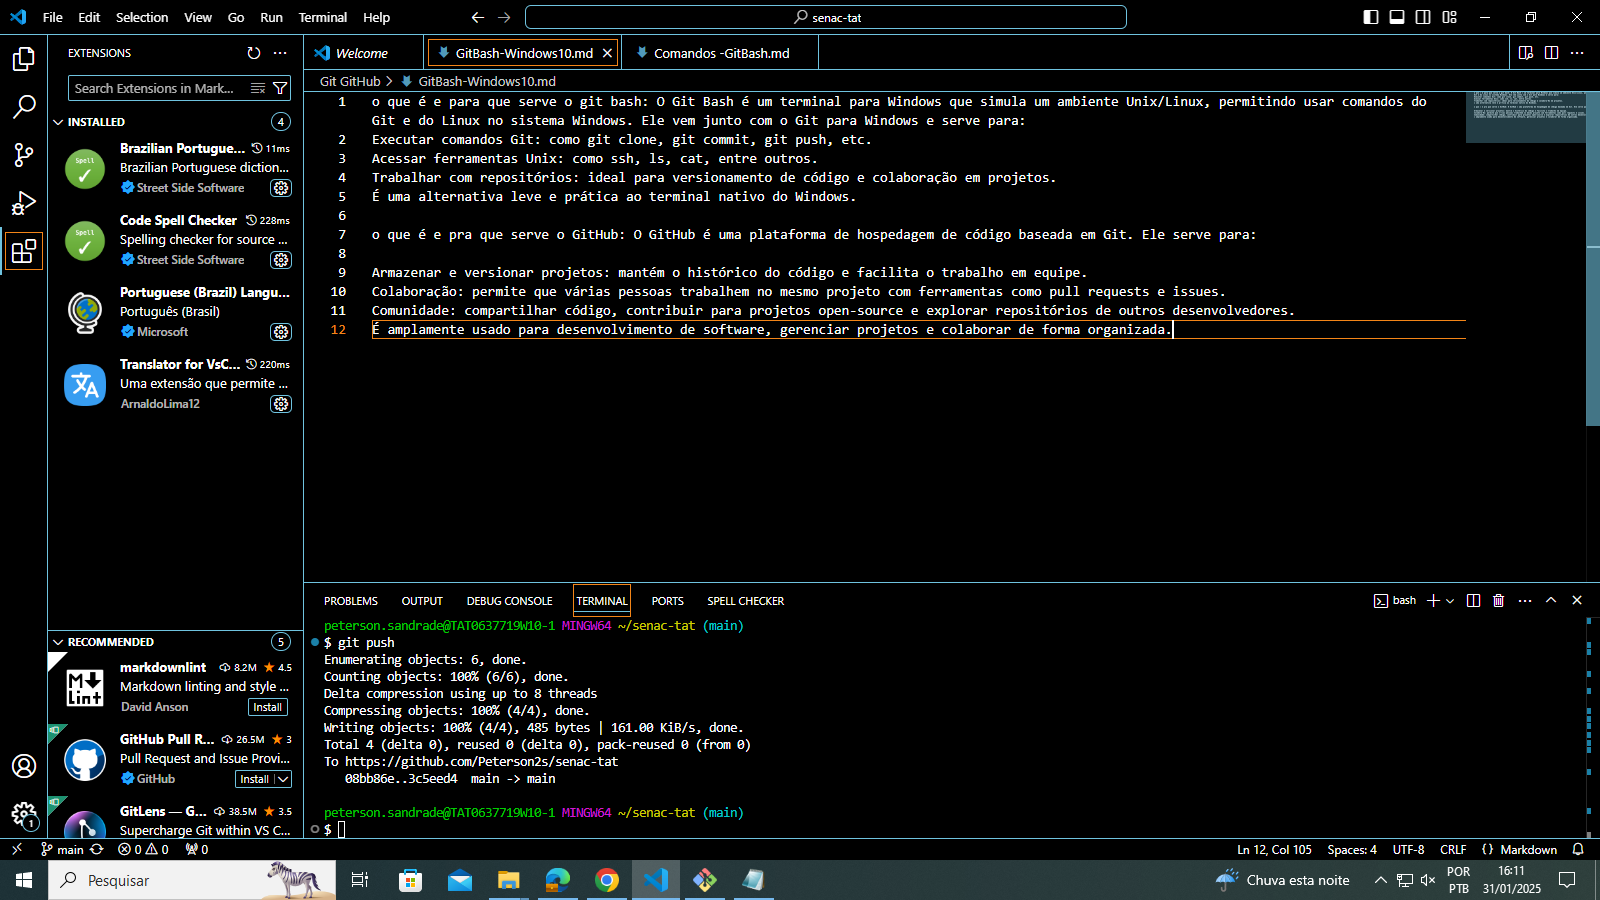 File Edit Selection View Go Run Terminal Help
senac-tat
EXTENSIONS
Search Extensions in Mark...
INSTALLED 4
Brazilian Portugue... 11ms
Brazilian Portuguese diction...
Street Side Software
Code Spell Checker 228ms
Spelling checker for source ...
Street Side Software
Portuguese (Brazil) Langu...
Português (Brasil)
Microsoft
Translator for VsC... 220ms
Uma extensão que permite ...
ArnaldoLima12
RECOMMENDED 5
markdownlint 8.2M 4.5
Markdown linting and style ...
David Anson Install
GitHub Pull R... 26.5M 3
Pull Request and Issue Provi...
GitHub Install
GitLens — G... 38.5M 3.5
Supercharge Git within VS C...
Welcome GitBash-Windows10.md Comandos -GitBash.md
Git GitHub > GitBash-Windows10.md
1 o que é e para que serve o git bash: O Git Bash é um terminal para Windows que simula um ambiente Unix/Linux, permitindo usar comandos do
Git e do Linux no sistema Windows. Ele vem junto com o Git para Windows e serve para:
2 Executar comandos Git: como git clone, git commit, git push, etc.
3 Acessar ferramentas Unix: como ssh, ls, cat, entre outros.
4 Trabalhar com repositórios: ideal para versionamento de código e colaboração em projetos.
5 É uma alternativa leve e prática ao terminal nativo do Windows.
6
7 o que é e pra que serve o GitHub: O GitHub é uma plataforma de hospedagem de código baseada em Git. Ele serve para:
8
9 Armazenar e versionar projetos: mantém o histórico do código e facilita o trabalho em equipe.
10 Colaboração: permite que várias pessoas trabalhem no mesmo projeto com ferramentas como pull requests e issues.
11 Comunidade: compartilhar código, contribuir para projetos open-source e explorar repositórios de outros desenvolvedores.
12 É amplamente usado para desenvolvimento de software, gerenciar projetos e colaborar de forma organizada.
PROBLEMS OUTPUT DEBUG CONSOLE TERMINAL PORTS SPELL CHECKER bash
peterson.sandrade@TAT0637719W10-1 MINGW64 ~/senac-tat (main)
$ git push
Enumerating objects: 6, done.
Counting objects: 100% (6/6), done.
Delta compression using up to 8 threads
Compressing objects: 100% (4/4), done.
Writing objects: 100% (4/4), 485 bytes | 161.00 KiB/s, done.
Total 4 (delta 0), reused 0 (delta 0), pack-reused 0 (from 0)
To https://github.com/Peterson2s/senac-tat
08bb86e..3c5eed4 main -> main
peterson.sandrade@TAT0637719W10-1 MINGW64 ~/senac-tat (main)
$
main 0 0 0 Ln 12, Col 105 Spaces: 4 UTF-8 CRLF {} Markdown
Pesquisar
Chuva esta noite
POR
PTB
16:11
31/01/2025